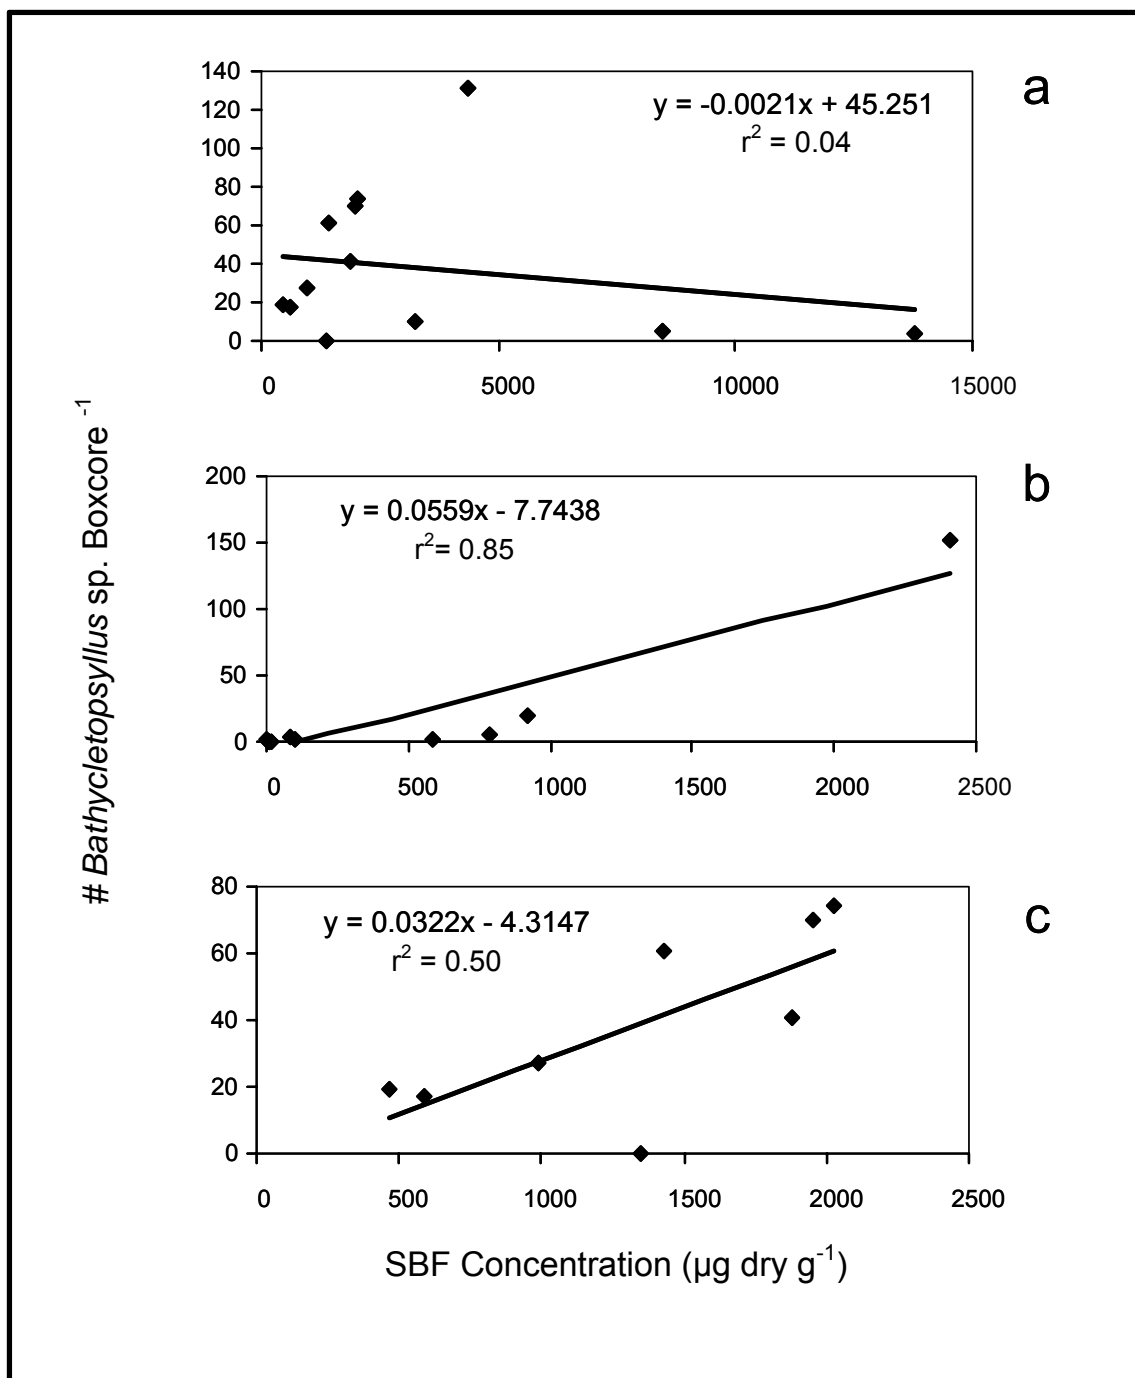 a
y = -0.0021x + 45.251
r² = 0.04
140
120
100
80
60
40
20
0
0 5000 10000 15000
b
y = 0.0559x - 7.7438
r²= 0.85
200
150
100
50
0
0 500 1000 1500 2000 2500
c
y = 0.0322x - 4.3147
r² = 0.50
80
60
40
20
0
0 500 1000 1500 2000 2500
# Bathycletopsyllus sp. Boxcore⁻¹
SBF Concentration (µg dry g⁻¹)